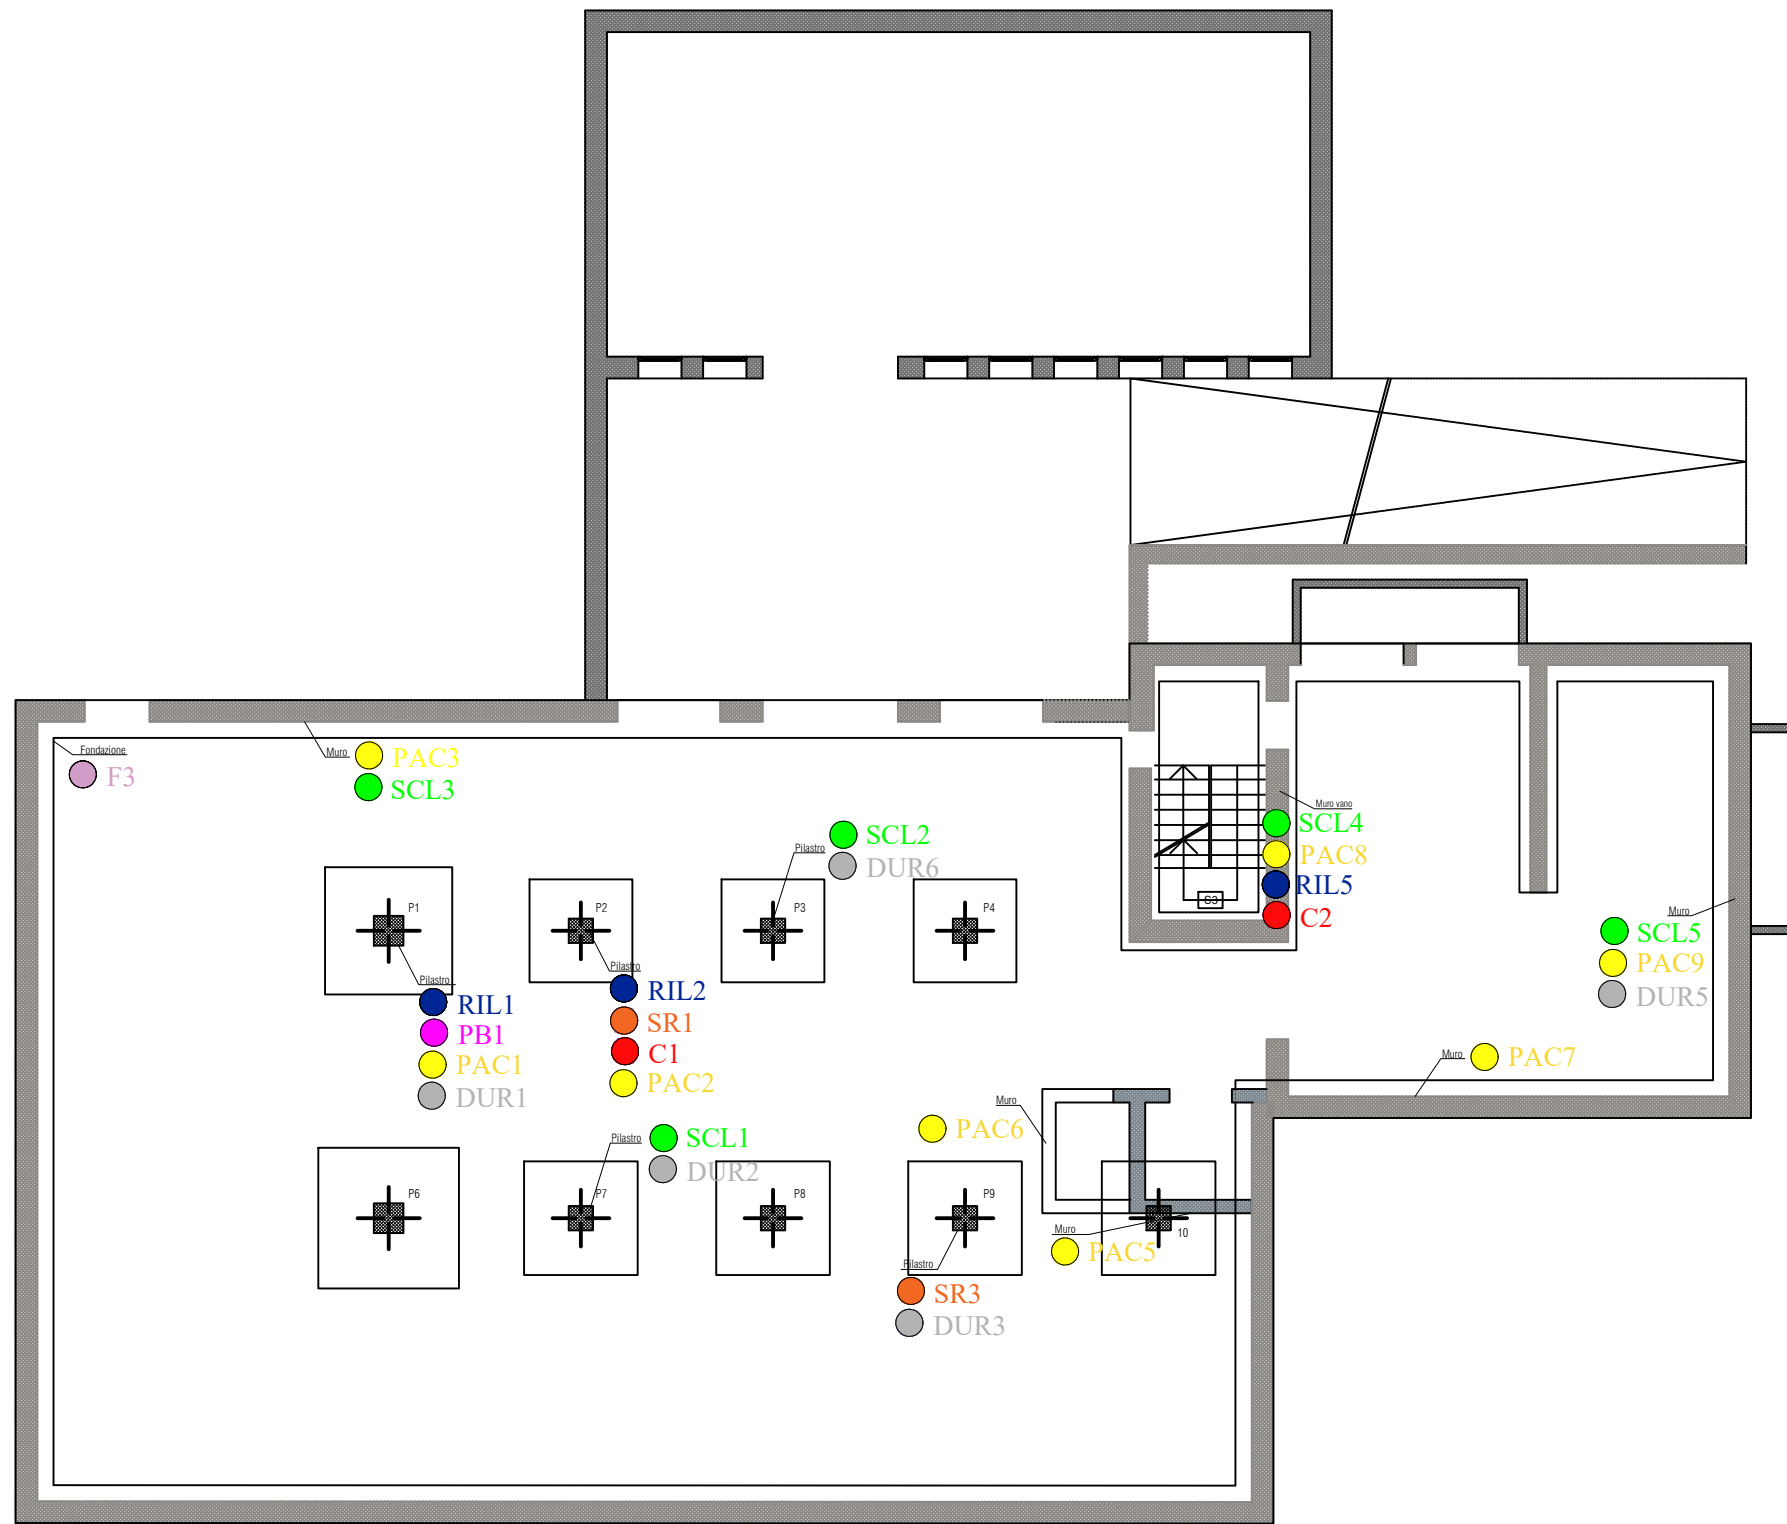 Fondazione
F3
Muro
PAC3
SCL3
Pilastro
SCL2
DUR6
Muro vano
SCL4
PAC8
RIL5
C2
S3
P1
P2
P3
P4
Muro
SCL5
PAC9
DUR5
Pilastro
RIL1
PB1
PAC1
DUR1
Pilastro
RIL2
SR1
C1
PAC2
Muro
PAC7
Muro
PAC6
Pilastro
SCL1
DUR2
P6
P7
P8
P9
10
Muro
PAC5
Pilastro
SR3
DUR3